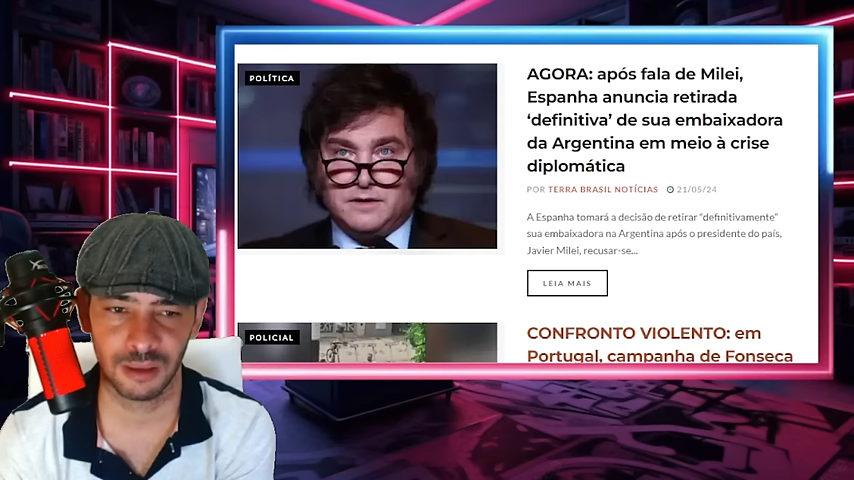 POLÍTICA
AGORA: após fala de Milei,
Espanha anuncia retirada
‘definitiva’ de sua embaixadora
da Argentina em meio à crise
diplomática
POR TERRA BRASIL NOTÍCIAS 21/05/24
A Espanha tomará a decisão de retirar “definitivamente”
sua embaixadora na Argentina após o presidente do país,
Javier Milei, recusar-se...
LEIA MAIS
POLICIAL
CONFRONTO VIOLENTO: em
Portugal, campanha de Fonseca